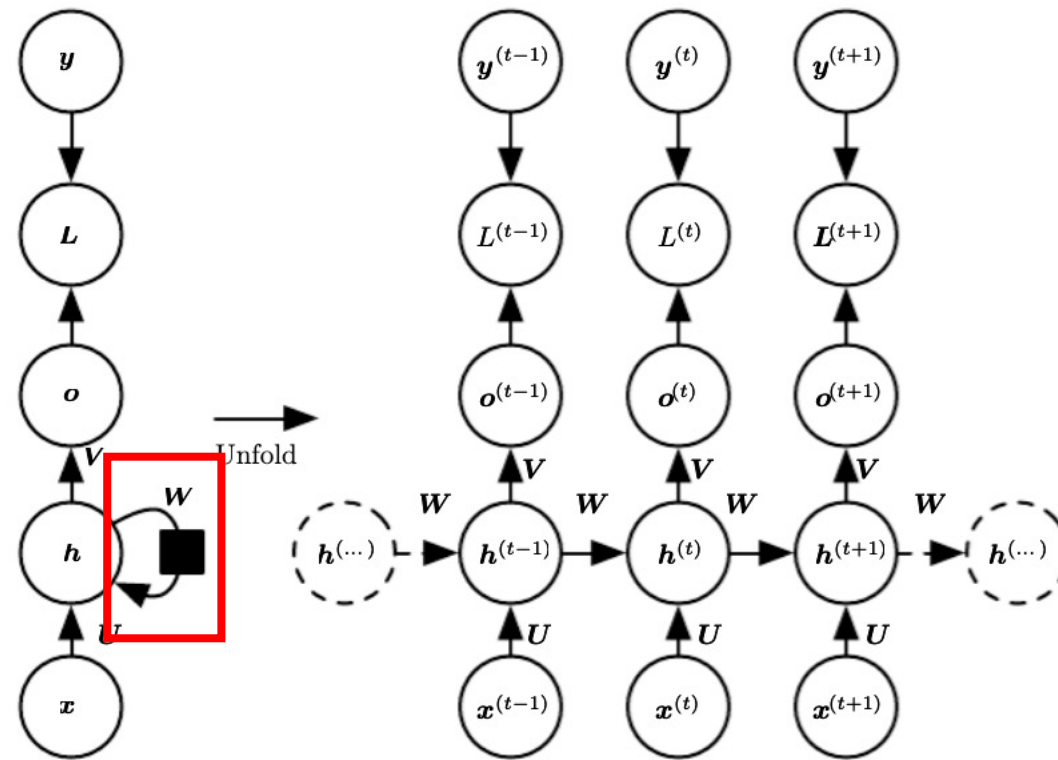 y y^(t−1) y^(t) y^(t+1)
L L^(t−1) L^(t) L^(t+1)
o o^(t−1) o^(t) o^(t+1)
Unfold
V V V V
W W W W W
h h^(...) h^(t−1) h^(t) h^(t+1) h^(...)
U U U U
x x^(t−1) x^(t) x^(t+1)